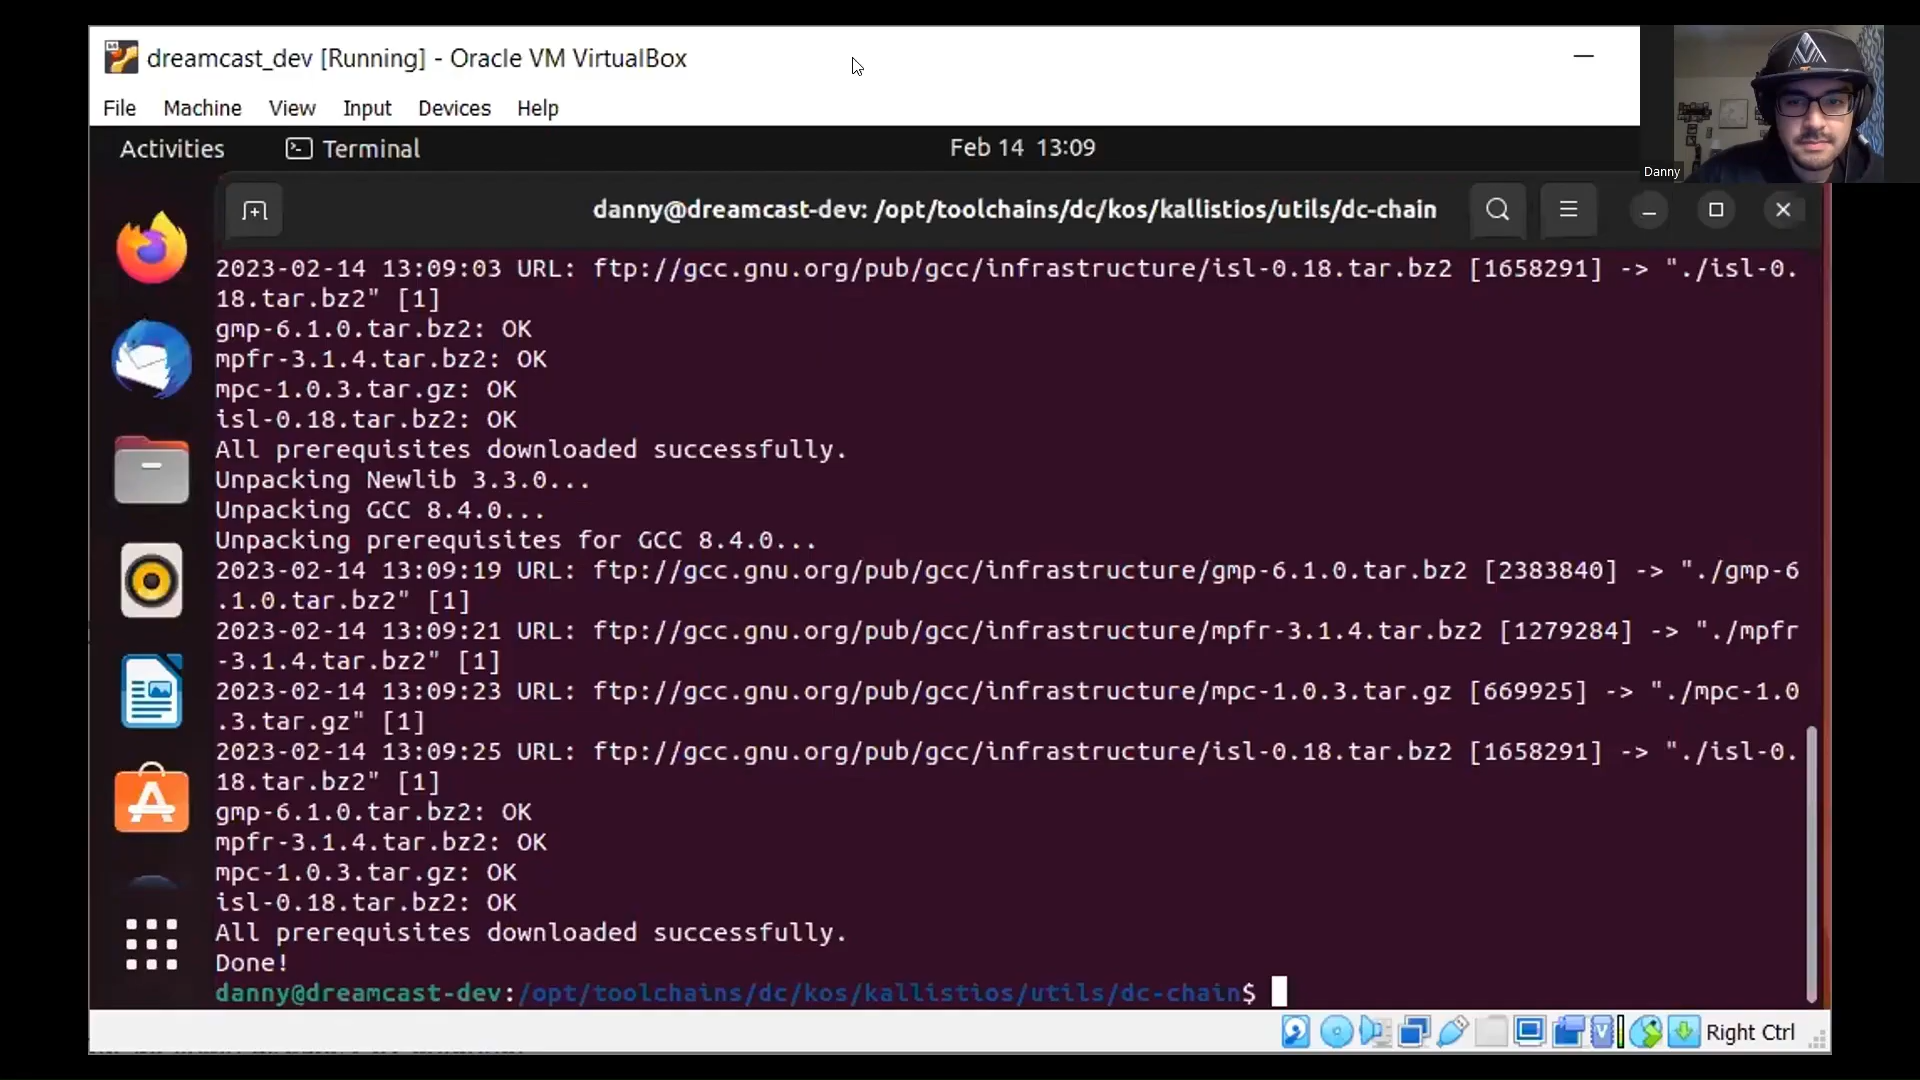 dreamcast_dev [Running] - Oracle VM VirtualBox
File Machine View Input Devices Help
Activities Terminal Feb 14 13:09
Danny
danny@dreamcast-dev: /opt/toolchains/dc/kos/kallistios/utils/dc-chain
2023-02-14 13:09:03 URL: ftp://gcc.gnu.org/pub/gcc/infrastructure/isl-0.18.tar.bz2 [1658291] -> "./isl-0.
18.tar.bz2" [1]
gmp-6.1.0.tar.bz2: OK
mpfr-3.1.4.tar.bz2: OK
mpc-1.0.3.tar.gz: OK
isl-0.18.tar.bz2: OK
All prerequisites downloaded successfully.
Unpacking Newlib 3.3.0...
Unpacking GCC 8.4.0...
Unpacking prerequisites for GCC 8.4.0...
2023-02-14 13:09:19 URL: ftp://gcc.gnu.org/pub/gcc/infrastructure/gmp-6.1.0.tar.bz2 [2383840] -> "./gmp-6
.1.0.tar.bz2" [1]
2023-02-14 13:09:21 URL: ftp://gcc.gnu.org/pub/gcc/infrastructure/mpfr-3.1.4.tar.bz2 [1279284] -> "./mpfr
-3.1.4.tar.bz2" [1]
2023-02-14 13:09:23 URL: ftp://gcc.gnu.org/pub/gcc/infrastructure/mpc-1.0.3.tar.gz [669925] -> "./mpc-1.0
.3.tar.gz" [1]
2023-02-14 13:09:25 URL: ftp://gcc.gnu.org/pub/gcc/infrastructure/isl-0.18.tar.bz2 [1658291] -> "./isl-0.
18.tar.bz2" [1]
gmp-6.1.0.tar.bz2: OK
mpfr-3.1.4.tar.bz2: OK
mpc-1.0.3.tar.gz: OK
isl-0.18.tar.bz2: OK
All prerequisites downloaded successfully.
Done!
danny@dreamcast-dev:/opt/toolchains/dc/kos/kallistios/utils/dc-chain$
Right Ctrl